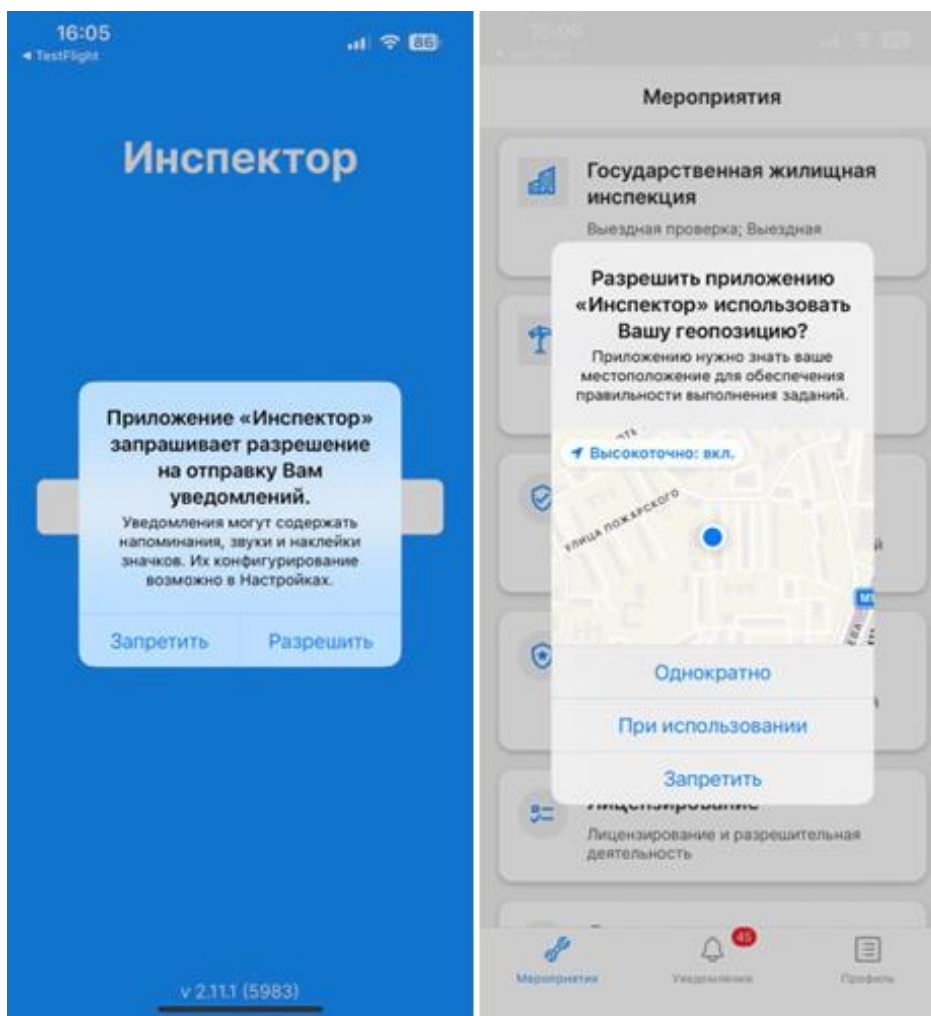 16:05
86
◀ TestFlight
Инспектор
Приложение «Инспектор»
запрашивает разрешение
на отправку Вам
уведомлений.
Уведомления могут содержать
напоминания, звуки и наклейки
значков. Их конфигурирование
возможно в Настройках.
Запретить
Разрешить
v 2.11.1 (5983)
Мероприятия
Государственная жилищная
инспекция
Выездная проверка; Выездная
Разрешить приложению
«Инспектор» использовать
Вашу геопозицию?
Приложению нужно знать ваше
местоположение для обеспечения
правильности выполнения заданий.
Высокоточно: вкл.
УЛИЦА ПОЖАРСКОГО
Однократно
При использовании
Запретить
Лицензирование
Лицензирование и разрешительная
деятельность
45
Мероприятия
Уведомления
Профиль